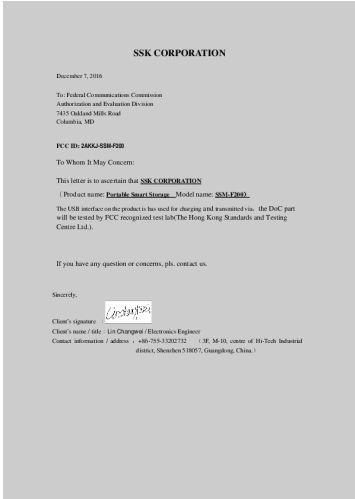 SSK CORPORATION
December 7, 2016
To: Federal Communications Commission
Authorization and Evaluation Division
7435 Oakland Mills Road
Columbia, MD
FCC ID: 2AKKJ-SSM-F200
To Whom It May Concern:
This letter is to ascertain that SSK CORPORATION
（Product name: Portable Smart Storage   Model name: SSM-F200）
The USB interface on the product is has used for charging and transmitted via，the DoC part
will be tested by FCC recognized test lab(The Hong Kong Standards and Testing
Centre Ltd.).
If you have any question or concerns, pls. contact us.
Sincerely,
Client's signature ：
Client's name / title：Lin Changwei / Electronics Engineer
Contact information / address：+86-755-33202732 （3F, M-10, centre of Hi-Tech Industrial
district, Shenzhen 518057, Guangdong, China.）